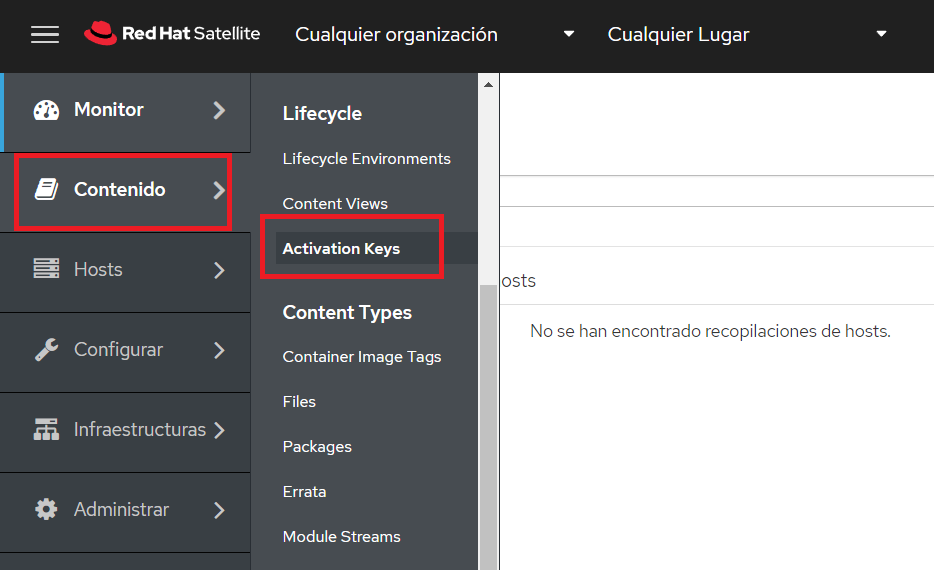 Red Hat Satellite
Cualquier organización
Cualquier Lugar
Monitor
Contenido
Hosts
Configurar
Infraestructuras
Administrar
Lifecycle
Lifecycle Environments
Content Views
Activation Keys
Content Types
Container Image Tags
Files
Packages
Errata
Module Streams
osts
No se han encontrado recopilaciones de hosts.